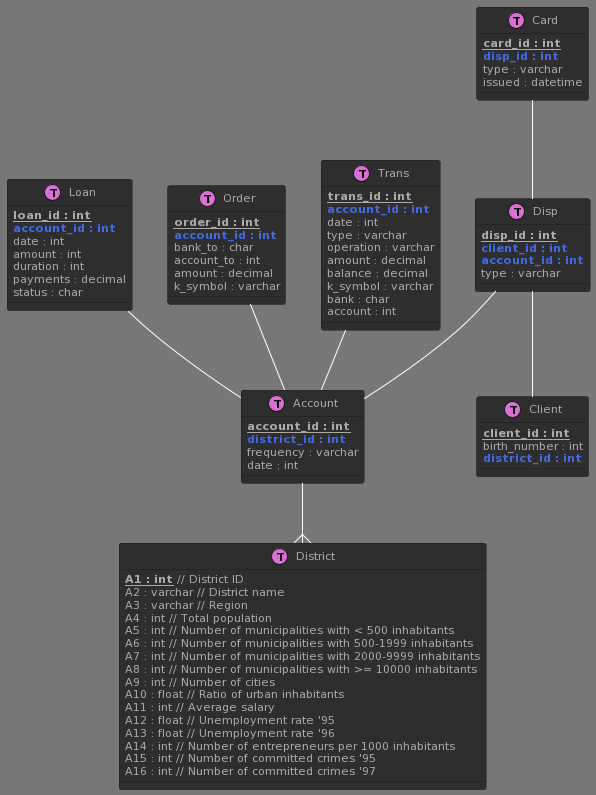 T Card
card_id : int
disp_id : int
type : varchar
issued : datetime
T Loan
loan_id : int
account_id : int
date : int
amount : int
duration : int
payments : decimal
status : char
T Order
order_id : int
account_id : int
bank_to : char
account_to : int
amount : decimal
k_symbol : varchar
T Trans
trans_id : int
account_id : int
date : int
type : varchar
operation : varchar
amount : decimal
balance : decimal
k_symbol : varchar
bank : char
account : int
T Disp
disp_id : int
client_id : int
account_id : int
type : varchar
T Account
account_id : int
district_id : int
frequency : varchar
date : int
T Client
client_id : int
birth_number : int
district_id : int
T District
A1 : int // District ID
A2 : varchar // District name
A3 : varchar // Region
A4 : int // Total population
A5 : int // Number of municipalities with < 500 inhabitants
A6 : int // Number of municipalities with 500-1999 inhabitants
A7 : int // Number of municipalities with 2000-9999 inhabitants
A8 : int // Number of municipalities with >= 10000 inhabitants
A9 : int // Number of cities
A10 : float // Ratio of urban inhabitants
A11 : int // Average salary
A12 : float // Unemployment rate '95
A13 : float // Unemployment rate '96
A14 : int // Number of entrepreneurs per 1000 inhabitants
A15 : int // Number of committed crimes '95
A16 : int // Number of committed crimes '97